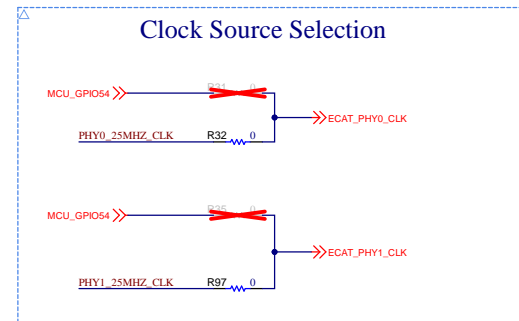 Clock Source Selection
R31 0
MCU_GPIO54
ECAT_PHY0_CLK
PHY0_25MHZ_CLK R32 0
R35 0
MCU_GPIO54
ECAT_PHY1_CLK
PHY1_25MHZ_CLK R97 0